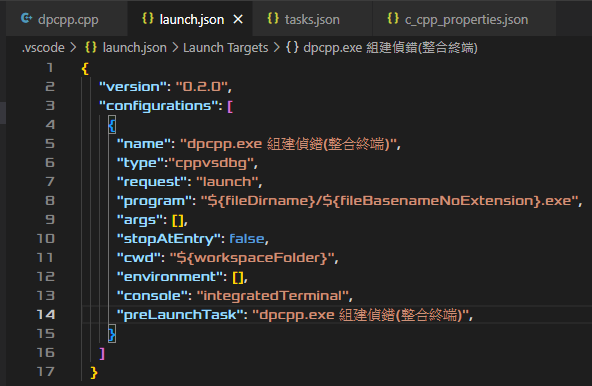 dpcpp.cpp launch.json tasks.json c_cpp_properties.json
.vscode > launch.json > Launch Targets > dpcpp.exe 組建偵錯(整合終端)
1 {
2 "version": "0.2.0",
3 "configurations": [
4 {
5 "name": "dpcpp.exe 組建偵錯(整合終端)",
6 "type":"cppvsdbg",
7 "request": "launch",
8 "program": "${fileDirname}/${fileBasenameNoExtension}.exe",
9 "args": [],
10 "stopAtEntry": false,
11 "cwd": "${workspaceFolder}",
12 "environment": [],
13 "console": "integratedTerminal",
14 "preLaunchTask": "dpcpp.exe 組建偵錯(整合終端)",
15 }
16 ]
17 }